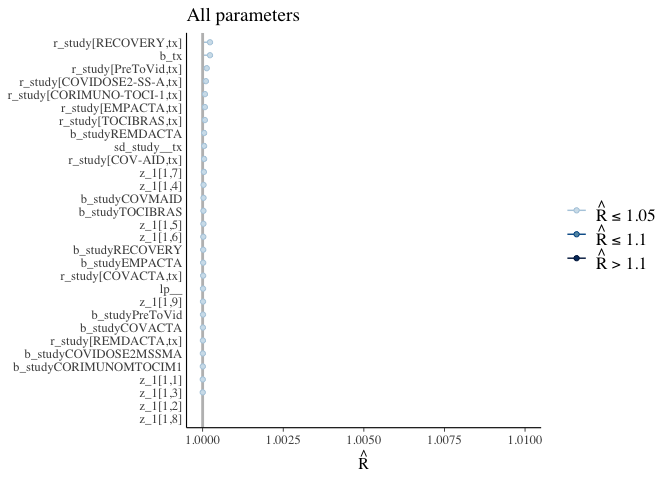 All parameters
r_study[RECOVERY,tx]
b_tx
r_study[PreToVid,tx]
r_study[COVIDOSE2-SS-A,tx]
r_study[CORIMUNO-TOCI-1,tx]
r_study[EMPACTA,tx]
r_study[TOCIBRAS,tx]
b_studyREMDACTA
sd_study__tx
r_study[COV-AID,tx]
z_1[1,7]
z_1[1,4]
b_studyCOVMAID
b_studyTOCIBRAS
z_1[1,5]
z_1[1,6]
b_studyRECOVERY
b_studyEMPACTA
r_study[COVACTA,tx]
lp__
z_1[1,9]
b_studyPreToVid
b_studyCOVACTA
r_study[REMDACTA,tx]
b_studyCOVIDOSE2MSSMA
b_studyCORIMUNOMTOCIM1
z_1[1,1]
z_1[1,3]
z_1[1,2]
z_1[1,8]
1.0000 1.0025 1.0050 1.0075 1.0100
R̂
R̂ ≤ 1.05
R̂ ≤ 1.1
R̂ > 1.1